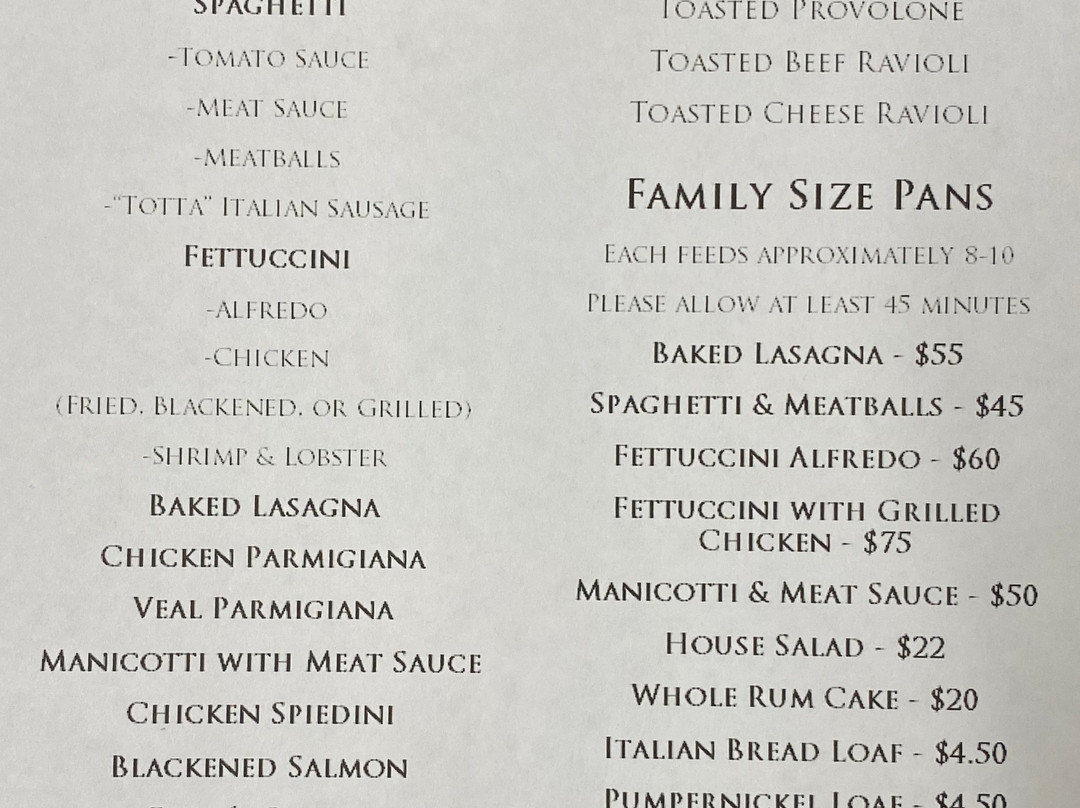 SPAGHETTI
-TOMATO SAUCE
-MEAT SAUCE
-MEATBALLS
-"TOTTA" ITALIAN SAUSAGE
FETTUCCINI
-ALFREDO
-CHICKEN
(FRIED, BLACKENED, OR GRILLED)
-SHRIMP & LOBSTER
BAKED LASAGNA
CHICKEN PARMIGIANA
VEAL PARMIGIANA
MANICOTTI WITH MEAT SAUCE
CHICKEN SPIEDINI
BLACKENED SALMON
TOASTED PROVOLONE
TOASTED BEEF RAVIOLI
TOASTED CHEESE RAVIOLI
FAMILY SIZE PANS
EACH FEEDS APPROXIMATELY 8-10
PLEASE ALLOW AT LEAST 45 MINUTES
BAKED LASAGNA - $55
SPAGHETTI & MEATBALLS - $45
FETTUCCINI ALFREDO - $60
FETTUCCINI WITH GRILLED
CHICKEN - $75
MANICOTTI & MEAT SAUCE - $50
HOUSE SALAD - $22
WHOLE RUM CAKE - $20
ITALIAN BREAD LOAF - $4.50
PUMPERNICKEL LOAF - $4.50